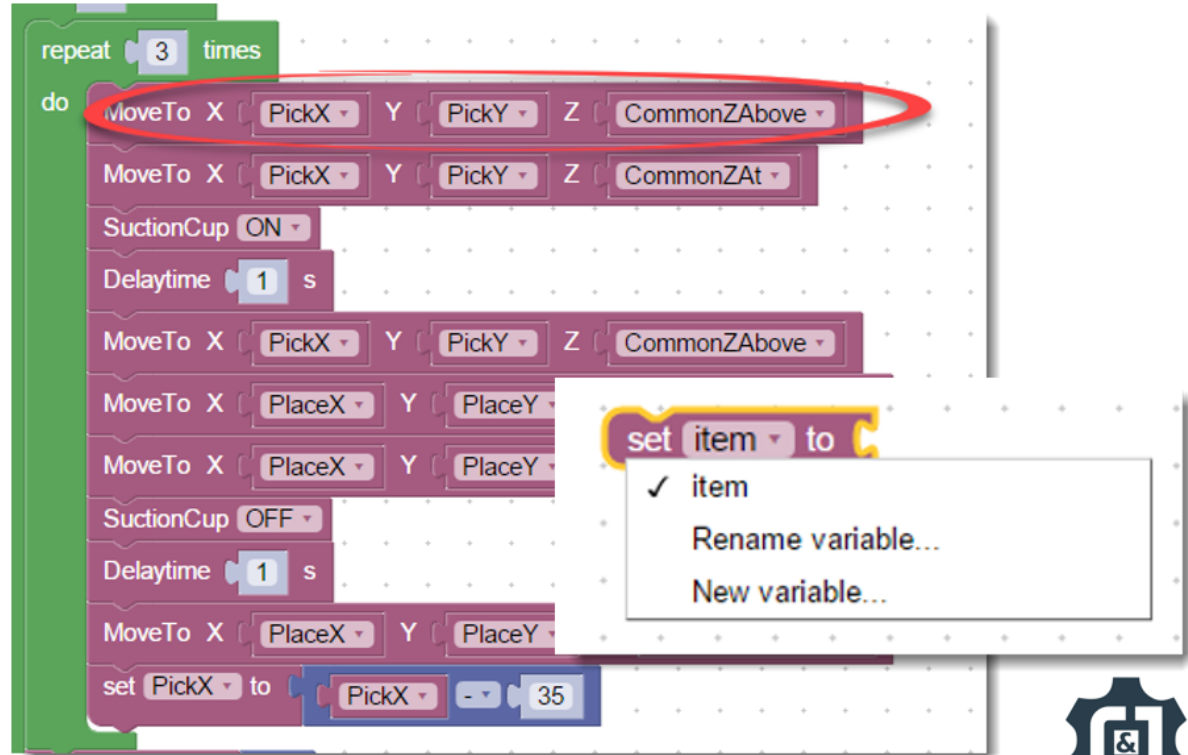 repeat 3 times
do MoveTo X PickX Y PickY Z CommonZAbove
MoveTo X PickX Y PickY Z CommonZAt
SuctionCup ON
Delaytime 1 s
MoveTo X PickX Y PickY Z CommonZAbove
MoveTo X PlaceX Y PlaceY
MoveTo X PlaceX Y PlaceY
SuctionCup OFF
Delaytime 1 s
MoveTo X PlaceX Y PlaceY
set PickX to PickX - 35
set item to
✓ item
Rename variable...
New variable...
&